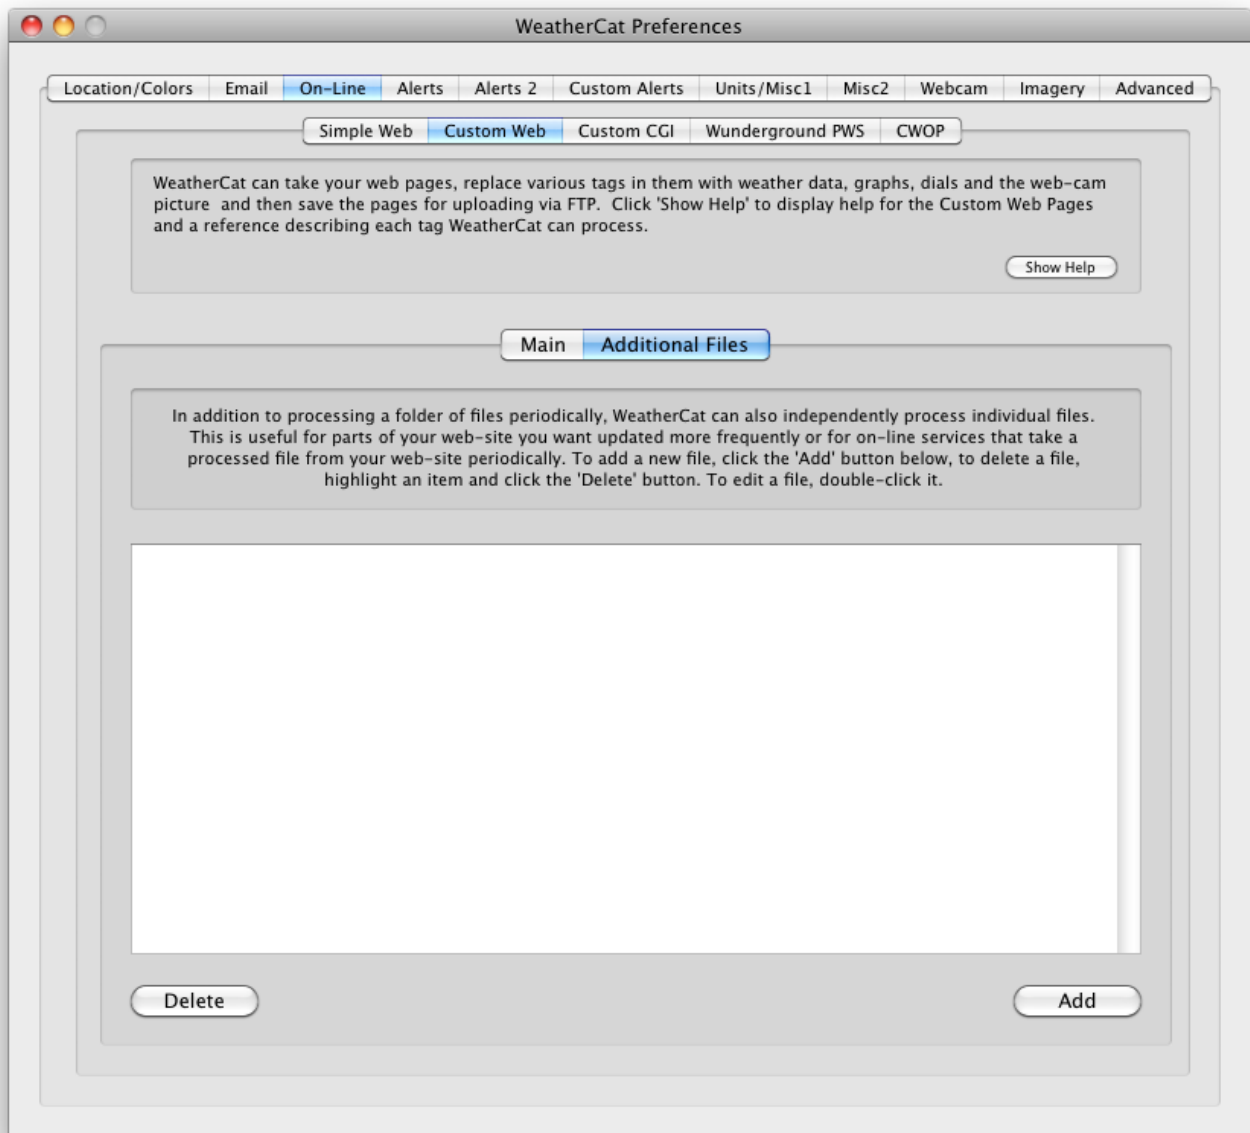 WeatherCat Preferences
Location/Colors Email On-Line Alerts Alerts 2 Custom Alerts Units/Misc1 Misc2 Webcam Imagery Advanced
Simple Web Custom Web Custom CGI Wunderground PWS CWOP
WeatherCat can take your web pages, replace various tags in them with weather data, graphs, dials and the web-cam
picture and then save the pages for uploading via FTP. Click 'Show Help' to display help for the Custom Web Pages
and a reference describing each tag WeatherCat can process.
Show Help
Main Additional Files
In addition to processing a folder of files periodically, WeatherCat can also independently process individual files.
This is useful for parts of your web-site you want updated more frequently or for on-line services that take a
processed file from your web-site periodically. To add a new file, click the 'Add' button below, to delete a file,
highlight an item and click the 'Delete' button. To edit a file, double-click it.
Delete Add